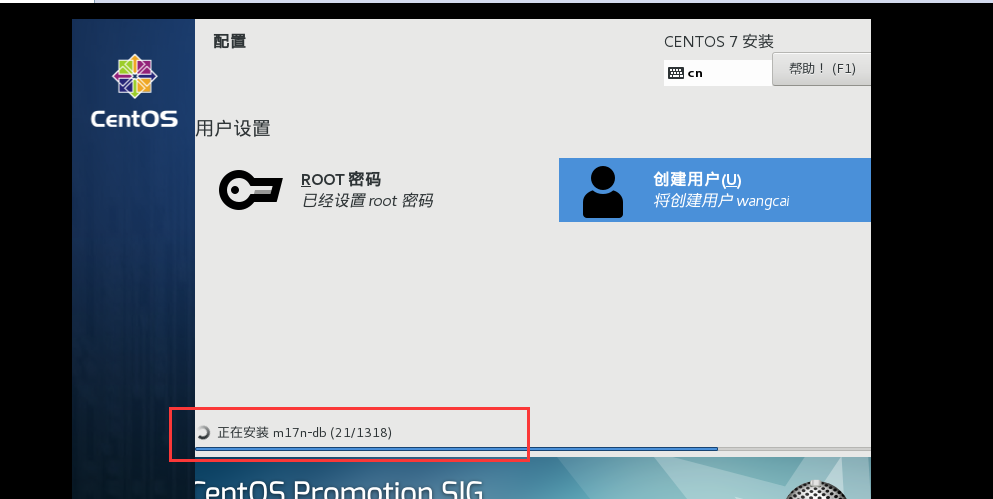 配置
CENTOS 7 安装
cn
帮助！ (F1)
CentOS
用户设置
ROOT 密码
已经设置 root 密码
创建用户(U)
将创建用户 wangcai
正在安装 m17n-db (21/1318)
CentOS Promotion SIG